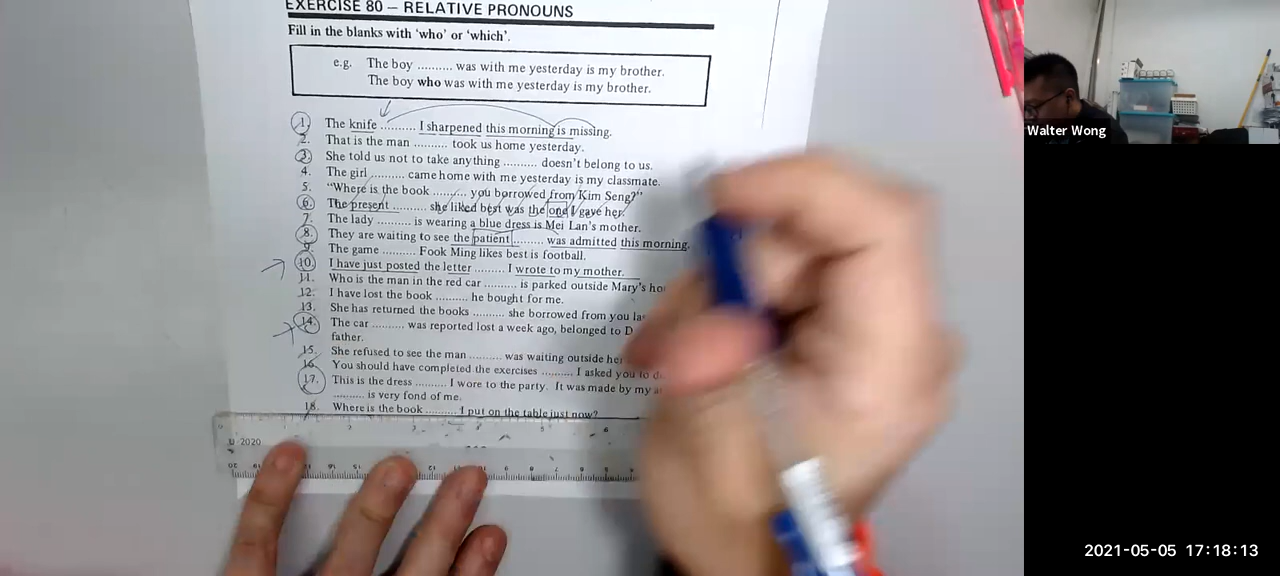 EXERCISE 80 – RELATIVE PRONOUNS
Fill in the blanks with 'who' or 'which'.
e.g. The boy .......... was with me yesterday is my brother.
The boy who was with me yesterday is my brother.
1. The knife .......... I sharpened this morning is missing.
2. That is the man .......... took us home yesterday.
3. She told us not to take anything .......... doesn't belong to us.
4. The girl .......... came home with me yesterday is my classmate.
5. "Where is the book .......... you borrowed from Kim Seng?"
6. The present .......... she liked best was the one I gave her.
7. The lady .......... is wearing a blue dress is Mei Lan's mother.
8. They are waiting to see the patient .......... was admitted this morning.
9. The game .......... Fook Ming likes best is football.
10. I have just posted the letter .......... I wrote to my mother.
11. Who is the man in the red car .......... is parked outside Mary's
12. I have lost the book .......... he bought for me.
13. She has returned the books .......... she borrowed from you
14. The car .......... was reported lost a week ago, belonged to
father.
15. She refused to see the man .......... was waiting outside
16. You should have completed the exercises .......... I asked you to
17. This is the dress .......... I wore to the party. It was made by my
.......... is very fond of me.
18. Where is the book .......... I put on the table just now?
© 2020
Walter Wong
2021-05-05 17:18:13